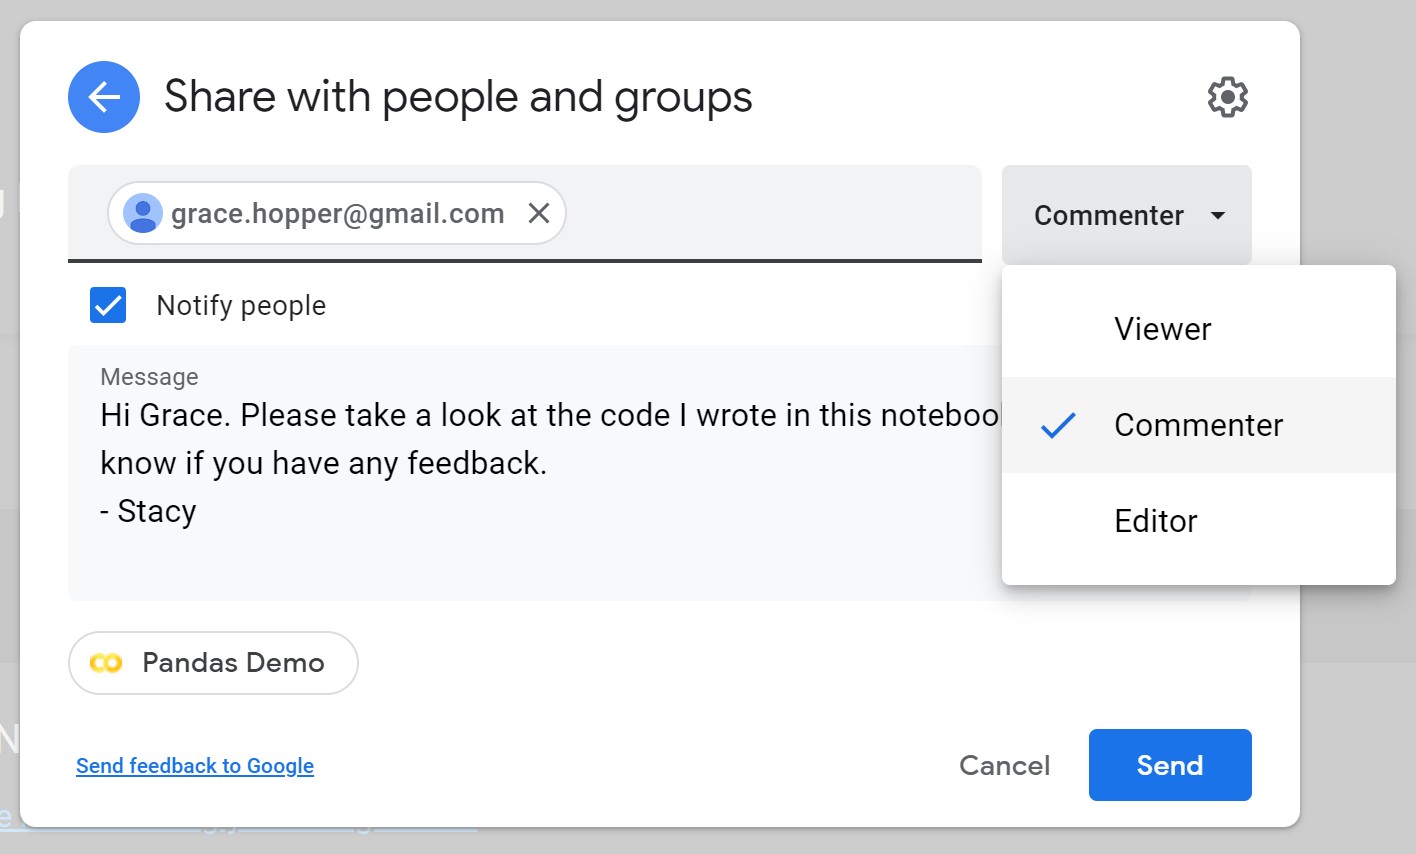 Share with people and groups
grace.hopper@gmail.com
Commenter
Notify people
Viewer
Commenter
Editor
Message
Hi Grace. Please take a look at the code I wrote in this
know if you have any feedback.
- Stacy
Pandas Demo
Send feedback to Google
Cancel
Send